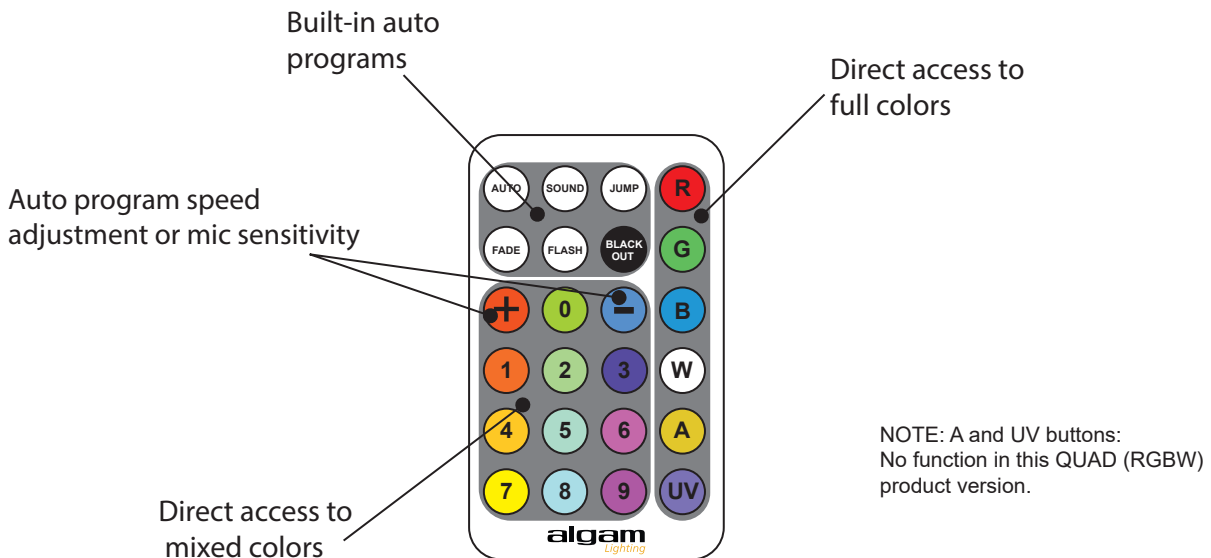 Built-in auto
programs
Direct access to
full colors
Auto program speed
adjustment or mic sensitivity
AUTO SOUND JUMP R
FADE FLASH BLACK OUT G
+ 0 - B
1 2 3 W
4 5 6 A
7 8 9 UV
NOTE: A and UV buttons:
No function in this QUAD (RGBW)
product version.
Direct access to
mixed colors
algam
Lighting